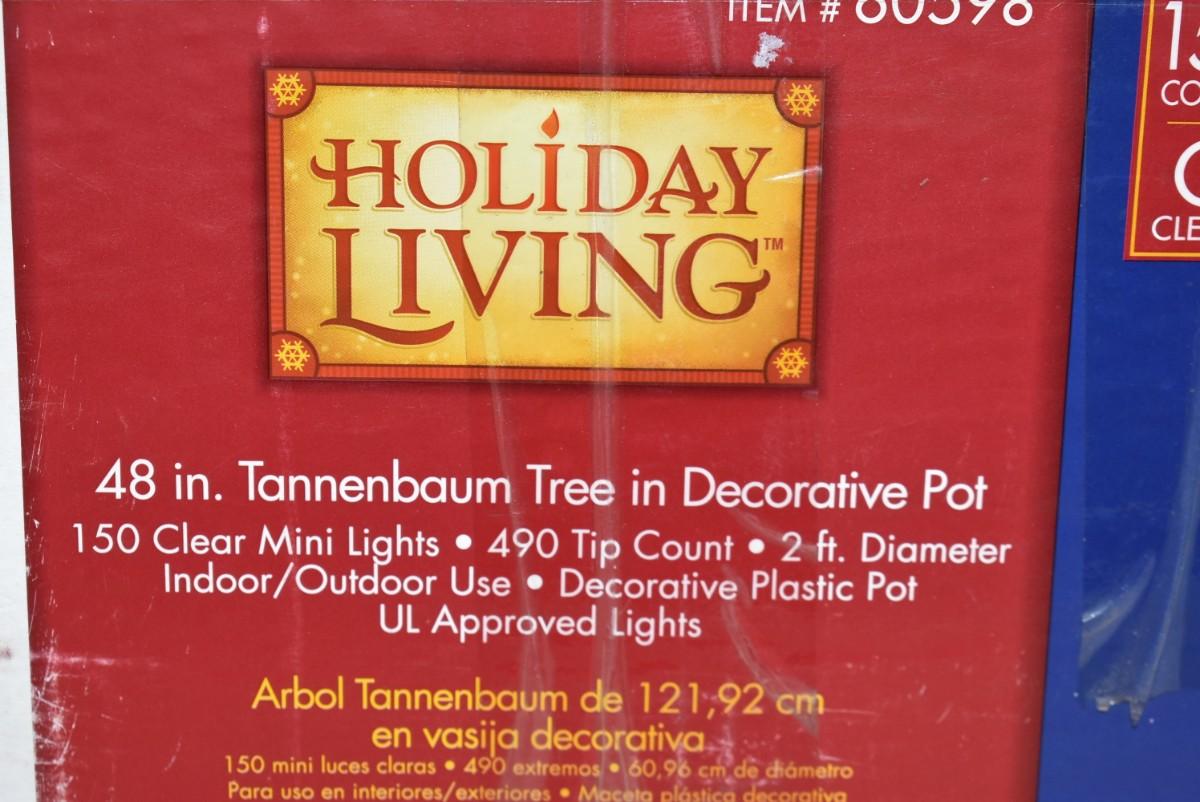 ITEM # 60598
HOLIDAY
LIVING™
48 in. Tannenbaum Tree in Decorative Pot
150 Clear Mini Lights • 490 Tip Count • 2 ft. Diameter
Indoor/Outdoor Use • Decorative Plastic Pot
UL Approved Lights
Arbol Tannenbaum de 121,92 cm
en vasija decorativa
150 mini luces claras • 490 extremos • 60,96 cm de diámetro
Para uso en interiores/exteriores • Maceta plástica decorativa